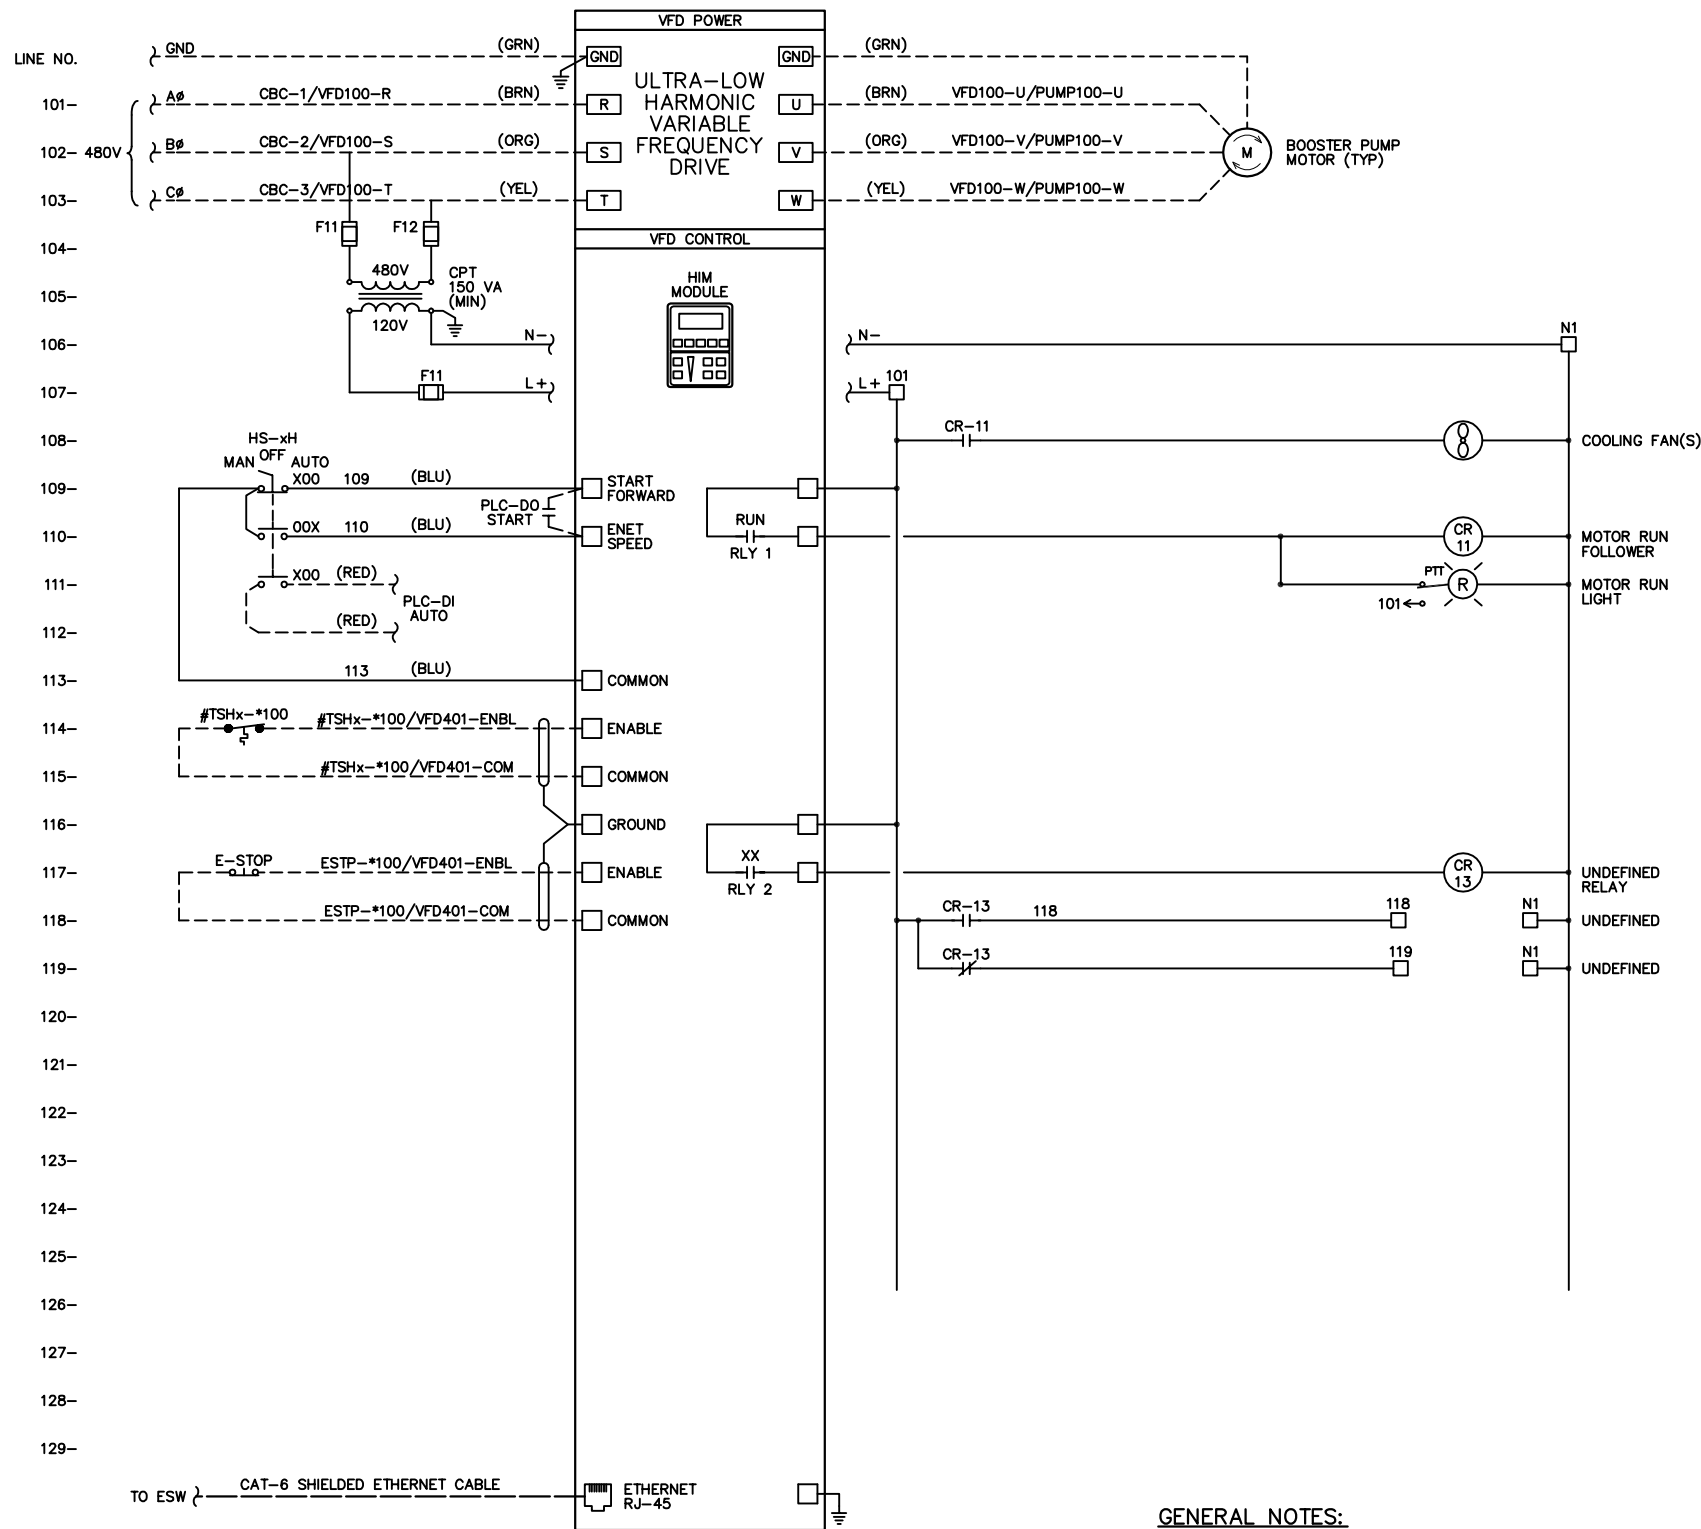 VFD POWER
LINE NO.
GND (GRN) GND GND (GRN)
ULTRA-LOW
HARMONIC
VARIABLE
FREQUENCY
DRIVE
101- AØ CBC-1/VFD100-R (BRN) R U (BRN) VFD100-U/PUMP100-U
102- 480V BØ CBC-2/VFD100-S (ORG) S V (ORG) VFD100-V/PUMP100-V M BOOSTER PUMP
MOTOR (TYP)
103- CØ CBC-3/VFD100-T (YEL) T W (YEL) VFD100-W/PUMP100-W
F11 F12
VFD CONTROL
104-
480V CPT
150 VA
(MIN)
HIM
MODULE
105-
120V
106- N- N- N1
107- F11 L+ L+ 101
108- CR-11 COOLING FAN(S)
HS-xH
MAN OFF AUTO
109- X00 109 (BLU) START
FORWARD
PLC-DO
START
110- 00X 110 (BLU) ENET
SPEED
RUN
RLY 1
CR
11
MOTOR RUN
FOLLOWER
111- X00 (RED) PTT R MOTOR RUN
LIGHT
PLC-DI
AUTO
101
112- (RED)
113- 113 (BLU) COMMON
114- #TSHx-*100 #TSHx-*100/VFD401-ENBL ENABLE
115- #TSHx-*100/VFD401-COM COMMON
116- GROUND
117- E-STOP ESTP-*100/VFD401-ENBL ENABLE
XX
RLY 2
CR
13
UNDEFINED
RELAY
118- ESTP-*100/VFD401-COM COMMON CR-13 118 118 N1 UNDEFINED
119- CR-13 119 N1 UNDEFINED
120-
121-
122-
123-
124-
125-
126-
127-
128-
129-
TO ESW CAT-6 SHIELDED ETHERNET CABLE ETHERNET
RJ-45
GENERAL NOTES: